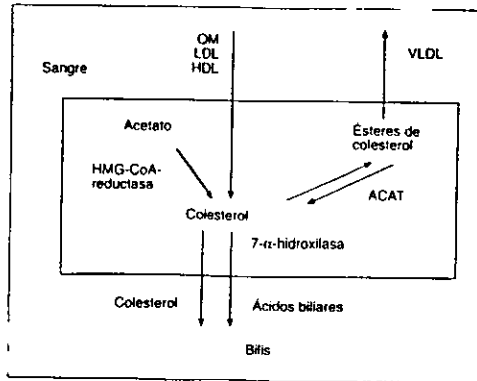 QM
LDL
HDL
VLDL
Sangre
Acetato
Ésteres de
colesterol
HMG-CoA-
reductasa
ACAT
Colesterol
7-α-hidroxilasa
Colesterol
Ácidos biliares
Bilis